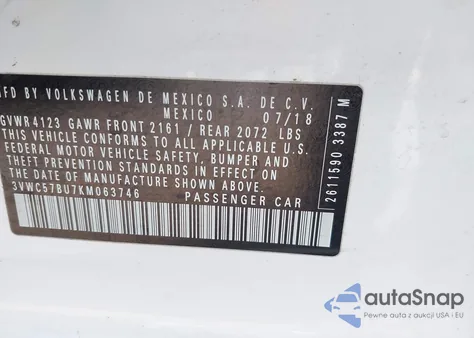 MFD BY VOLKSWAGEN DE MEXICO S.A. DE C.V.
MEXICO 07/18
GVWR 4123 GAWR FRONT 2161 / REAR 2072 LBS
THIS VEHICLE CONFORMS TO ALL APPLICABLE
FEDERAL MOTOR VEHICLE SAFETY, BUMPER AND
THEFT PREVENTION STANDARDS IN EFFECT ON
THE DATE OF MANUFACTURE SHOWN ABOVE.
3VWC57BU7KM063746 PASSENGER CAR
2611590 3387 M
autoSnap
Pewne auta z aukcji USA i EU